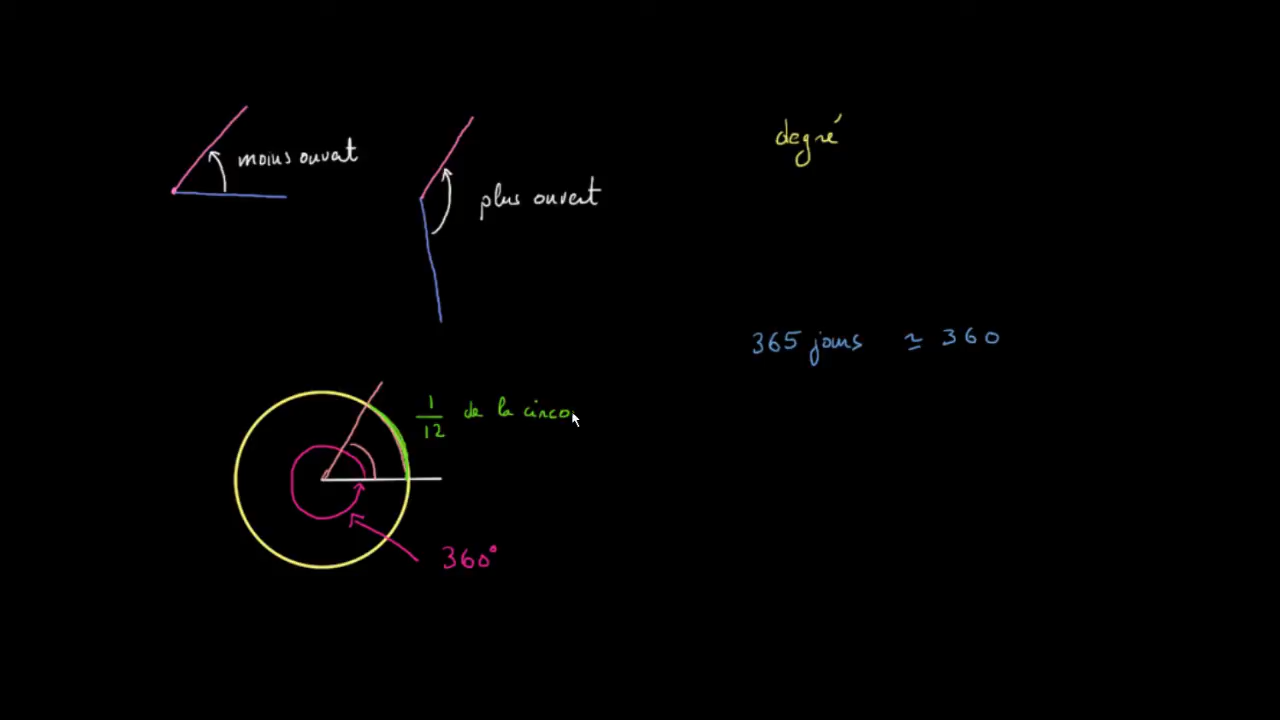 moins ouvert
plus ouvert
degré
365 jours ≃ 360
1/12 de la circo
360°